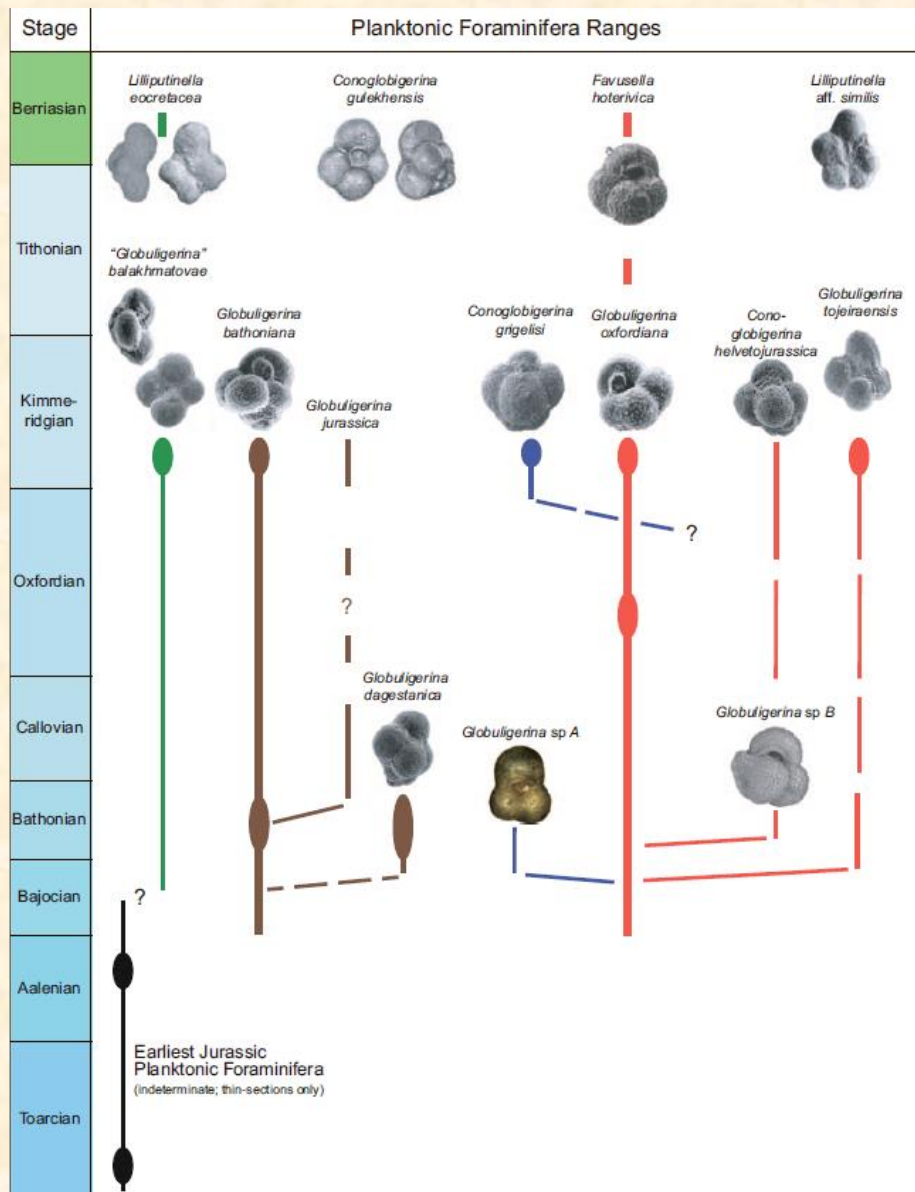 Stage
Planktonic Foraminifera Ranges
Berriasian
Lilliputinella
eocretacea
Conoglobigerina
gulekhensis
Favusella
hoterivica
Lilliputinella
aff. similis
Tithonian
"Globuligerina"
balakhmatovae
Globuligerina
bathoniana
Conoglobigerina
grigelisi
Globuligerina
oxfordiana
Cono-
globigerina
helvetojurassica
Globuligerina
tojeiraensis
Kimme-
ridgian
Globuligerina
jurassica
?
Oxfordian
?
Callovian
Globuligerina
dagestanica
Globuligerina sp A
Globuligerina sp B
Bathonian
Bajocian
?
Aalenian
Earliest Jurassic
Planktonic Foraminifera
(indeterminate; thin-sections only)
Toarcian